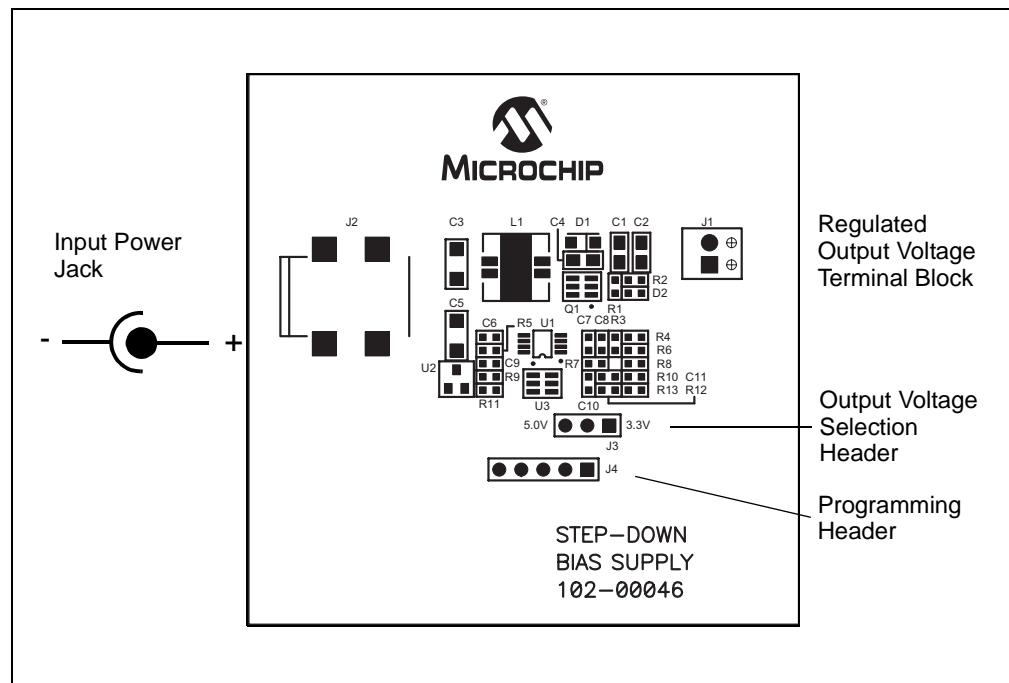 ®
MICROCHIP
Input Power
Jack
-
+
J2
C3
L1
C4
D1
C1
C2
J1
R2
D2
Q1
R1
Regulated
Output Voltage
Terminal Block
C5
C6
R5
U1
C7
C8
R3
U2
C9
R9
R7
R4
R6
R8
R10
C11
R13
R12
R11
U3
C10
5.0V
3.3V
J3
J4
Output Voltage
Selection
Header
Programming
Header
STEP-DOWN
BIAS SUPPLY
102-00046